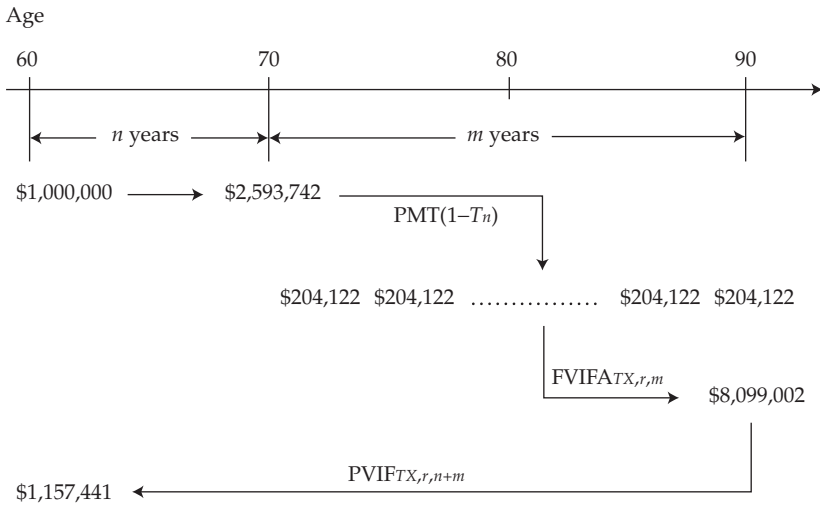 Age
60 70 80 90
n years m years
$1,000,000 $2,593,742
PMT(1–Tn)
$204,122 $204,122 ................ $204,122 $204,122
FVIFATX,r,m
$8,099,002
PVIFTX,r,n+m
$1,157,441